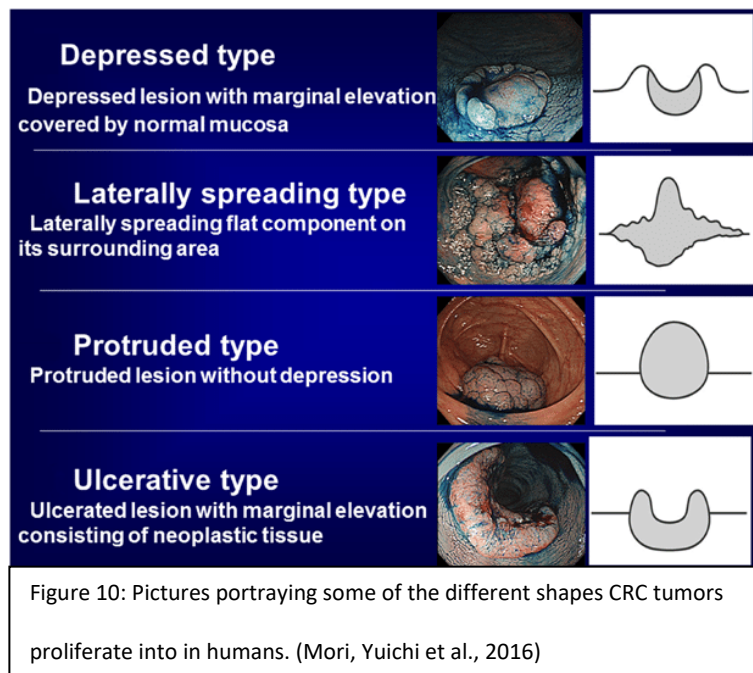 Depressed type
Depressed lesion with marginal elevation
covered by normal mucosa
Laterally spreading type
Laterally spreading flat component on
its surrounding area
Protruded type
Protruded lesion without depression
Ulcerative type
Ulcerated lesion with marginal elevation
consisting of neoplastic tissue
Figure 10: Pictures portraying some of the different shapes CRC tumors
proliferate into in humans. (Mori, Yuichi et al., 2016)